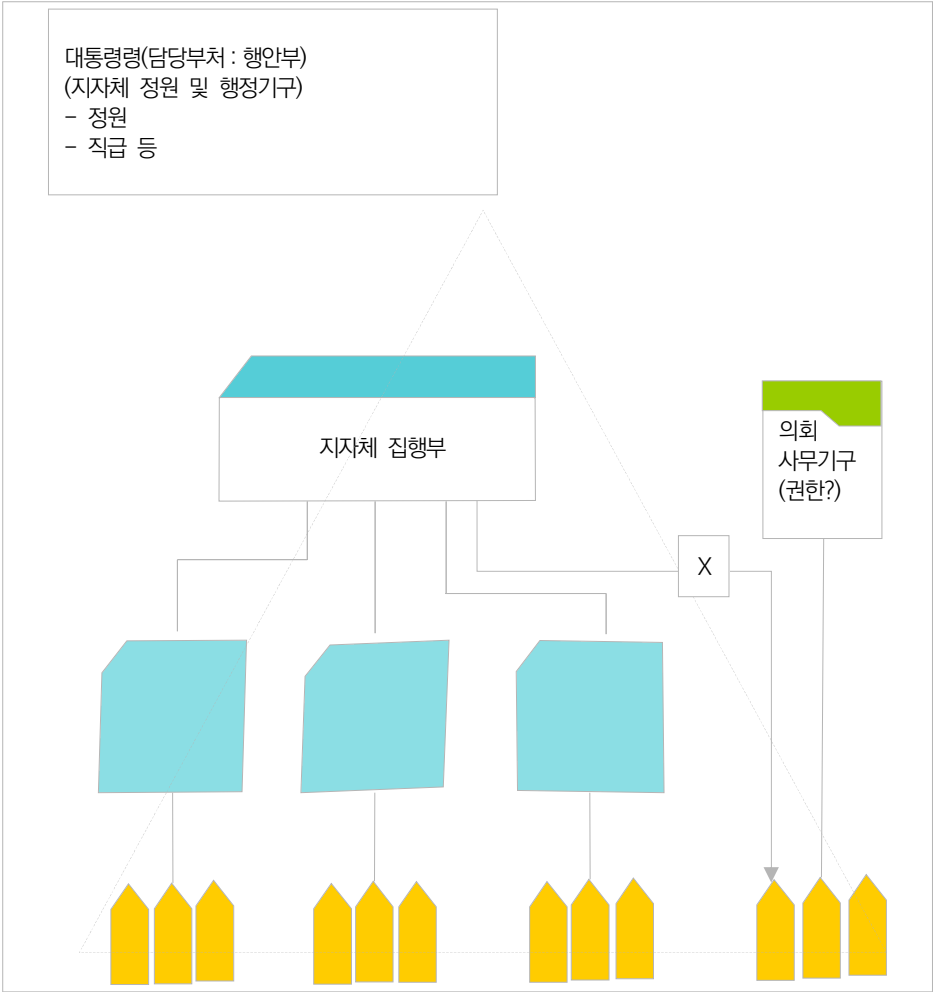 대통령령(담당부처 : 행안부)
(지자체 정원 및 행정기구)
- 정원
- 직급 등
지자체 집행부
의회
사무기구
(권한?)
X